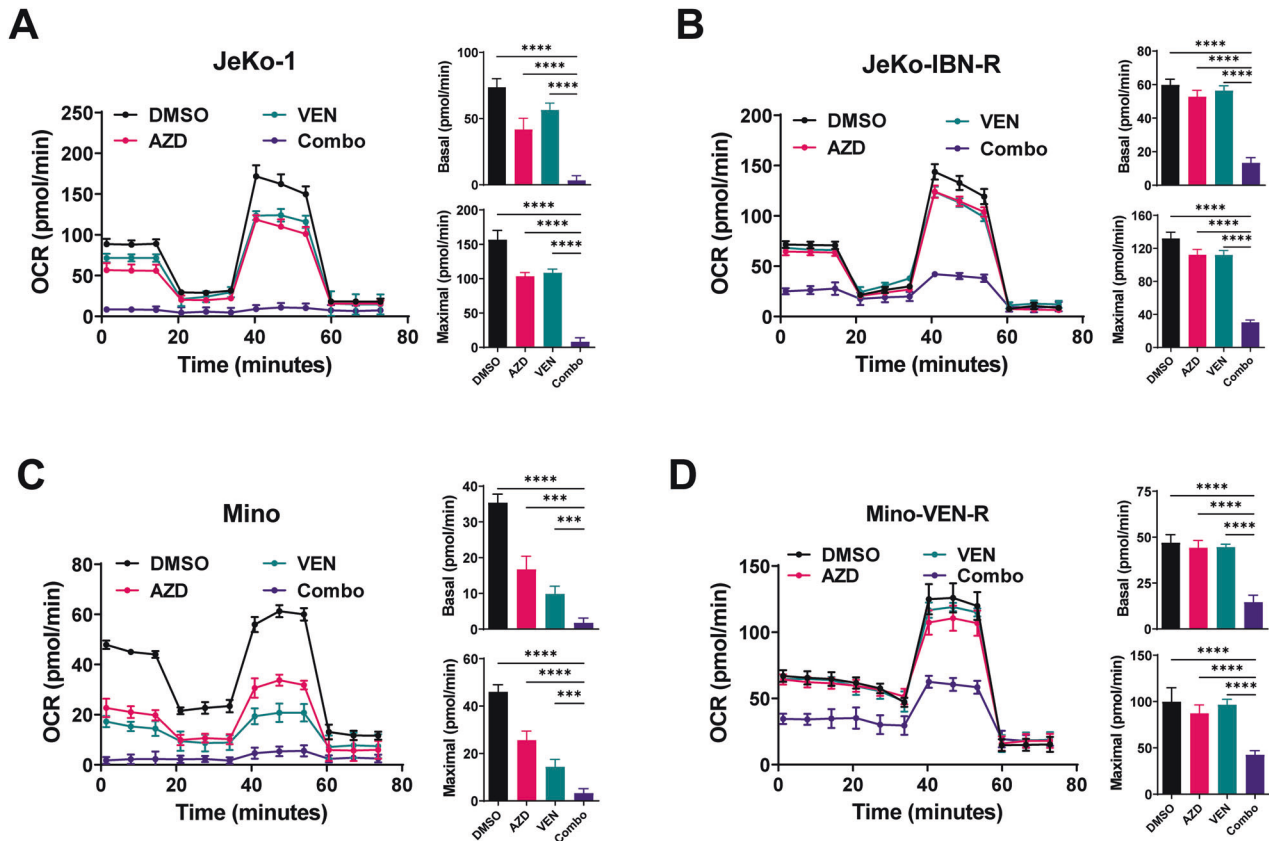 A
JeKo-1
DMSO
VEN
AZD
Combo
OCR (pmol/min)
250
200
150
100
50
0
0 20 40 60 80
Time (minutes)
****
****
****
Basal (pmol/min)
100
50
0
****
****
****
Maximal (pmol/min)
200
150
100
50
0
DMSO AZD VEN Combo
B
JeKo-IBN-R
DMSO
VEN
AZD
Combo
OCR (pmol/min)
200
150
100
50
0
0 20 40 60 80
Time (minutes)
****
****
****
Basal (pmol/min)
80
60
40
20
0
****
****
****
Maximal (pmol/min)
160
120
80
40
0
DMSO AZD VEN Combo
C
Mino
DMSO
VEN
AZD
Combo
OCR (pmol/min)
80
60
40
20
0
0 20 40 60 80
Time (minutes)
****
***
***
Basal (pmol/min)
40
30
20
10
0
****
****
***
Maximal (pmol/min)
60
40
20
0
DMSO AZD VEN Combo
D
Mino-VEN-R
DMSO
VEN
AZD
Combo
OCR (pmol/min)
150
100
50
0
0 20 40 60 80
Time (minutes)
****
****
****
Basal (pmol/min)
75
50
25
0
****
****
****
Maximal (pmol/min)
150
100
50
0
DMSO AZD VEN Combo